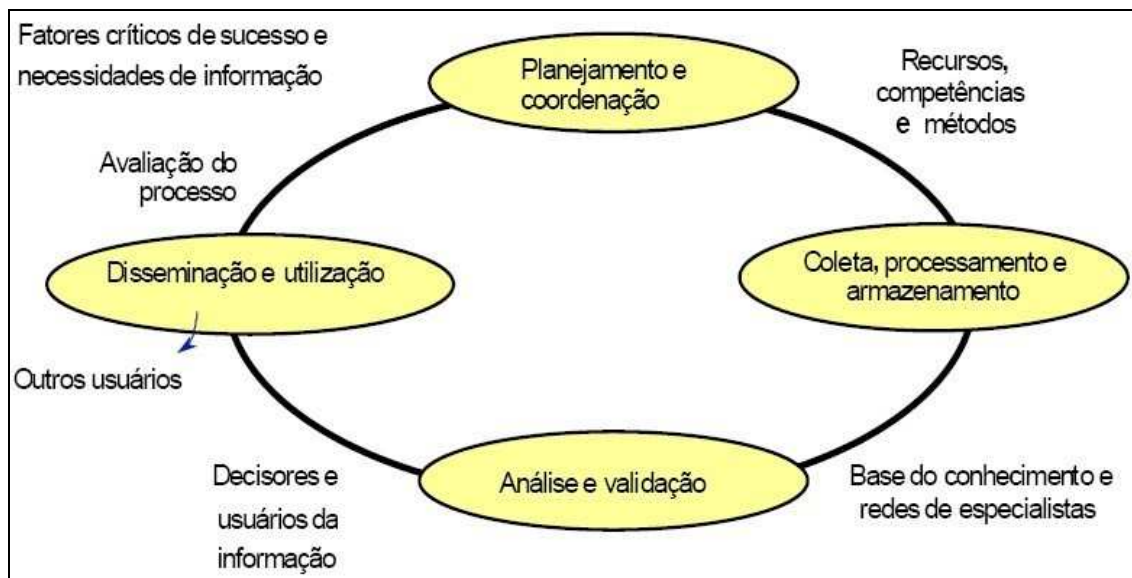 Fatores críticos de sucesso e
necessidades de informação
Planejamento e
coordenação
Recursos,
competências
e métodos
Avaliação do
processo
Disseminação e utilização
Coleta, processamento e
armazenamento
Outros usuários
Decisores e
usuários da
informação
Análise e validação
Base do conhecimento e
redes de especialistas